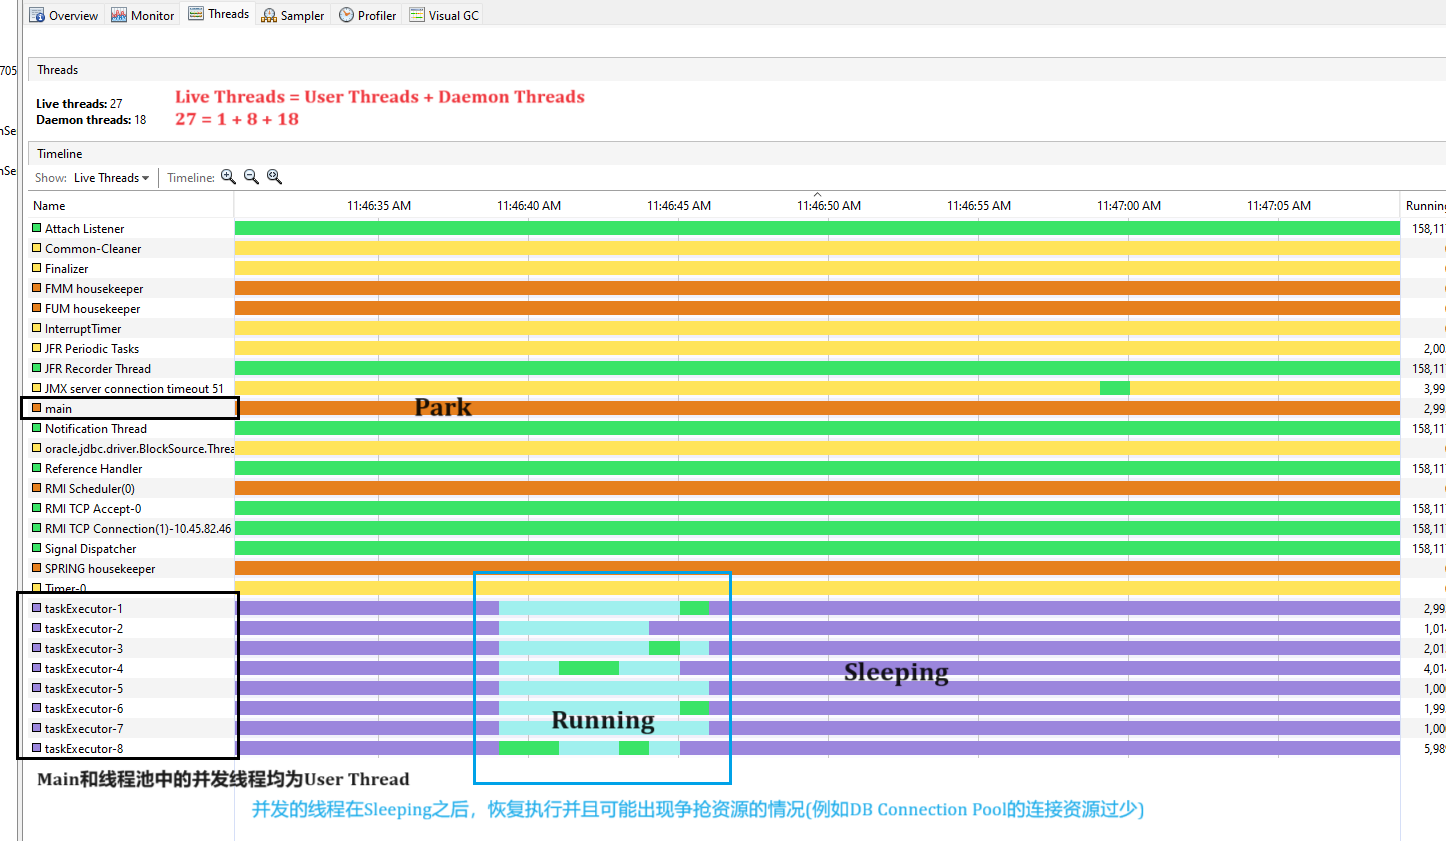 Overview Monitor Threads Sampler Profiler Visual GC
705
Threads
Live threads: 27
Daemon threads: 18
Live Threads = User Threads + Daemon Threads
27 = 1 + 8 + 18
nSe
Timeline
nSe
Show: Live Threads Timeline:
Name 11:46:35 AM 11:46:40 AM 11:46:45 AM 11:46:50 AM 11:46:55 AM 11:47:00 AM 11:47:05 AM Running
Attach Listener 158,117
Common-Cleaner
Finalizer
FMM housekeeper
FUM housekeeper
InterruptTimer
JFR Periodic Tasks 2,00
JFR Recorder Thread 158,117
JMX server connection timeout 51 3,99
main Park 2,99
Notification Thread 158,117
oracle.jdbc.driver.BlockSource.Threa
Reference Handler 158,117
RMI Scheduler(0)
RMI TCP Accept-0 158,117
RMI TCP Connection(1)-10.45.82.46 158,117
Signal Dispatcher 158,117
SPRING housekeeper
Timer-0
taskExecutor-1 2,99
taskExecutor-2 1,014
taskExecutor-3 2,01
taskExecutor-4 4,014
Sleeping
taskExecutor-5 1,00
taskExecutor-6 1,99
Running
taskExecutor-7 1,00
taskExecutor-8 5,98
Main和线程池中的并发线程均为User Thread
并发的线程在Sleeping之后，恢复执行并且可能出现争抢资源的情况(例如DB Connection Pool的连接资源过少)